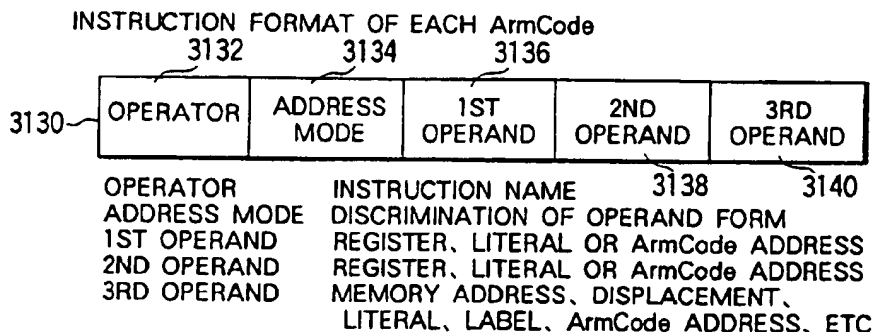 INSTRUCTION FORMAT OF EACH ArmCode
3132 3134 3136
3130 OPERATOR ADDRESS MODE 1ST OPERAND 2ND OPERAND 3RD OPERAND
3138 3140
OPERATOR INSTRUCTION NAME
ADDRESS MODE DISCRIMINATION OF OPERAND FORM
1ST OPERAND REGISTER、LITERAL OR ArmCode ADDRESS
2ND OPERAND REGISTER、LITERAL OR ArmCode ADDRESS
3RD OPERAND MEMORY ADDRESS、DISPLACEMENT、
LITERAL、LABEL、ArmCode ADDRESS、ETC